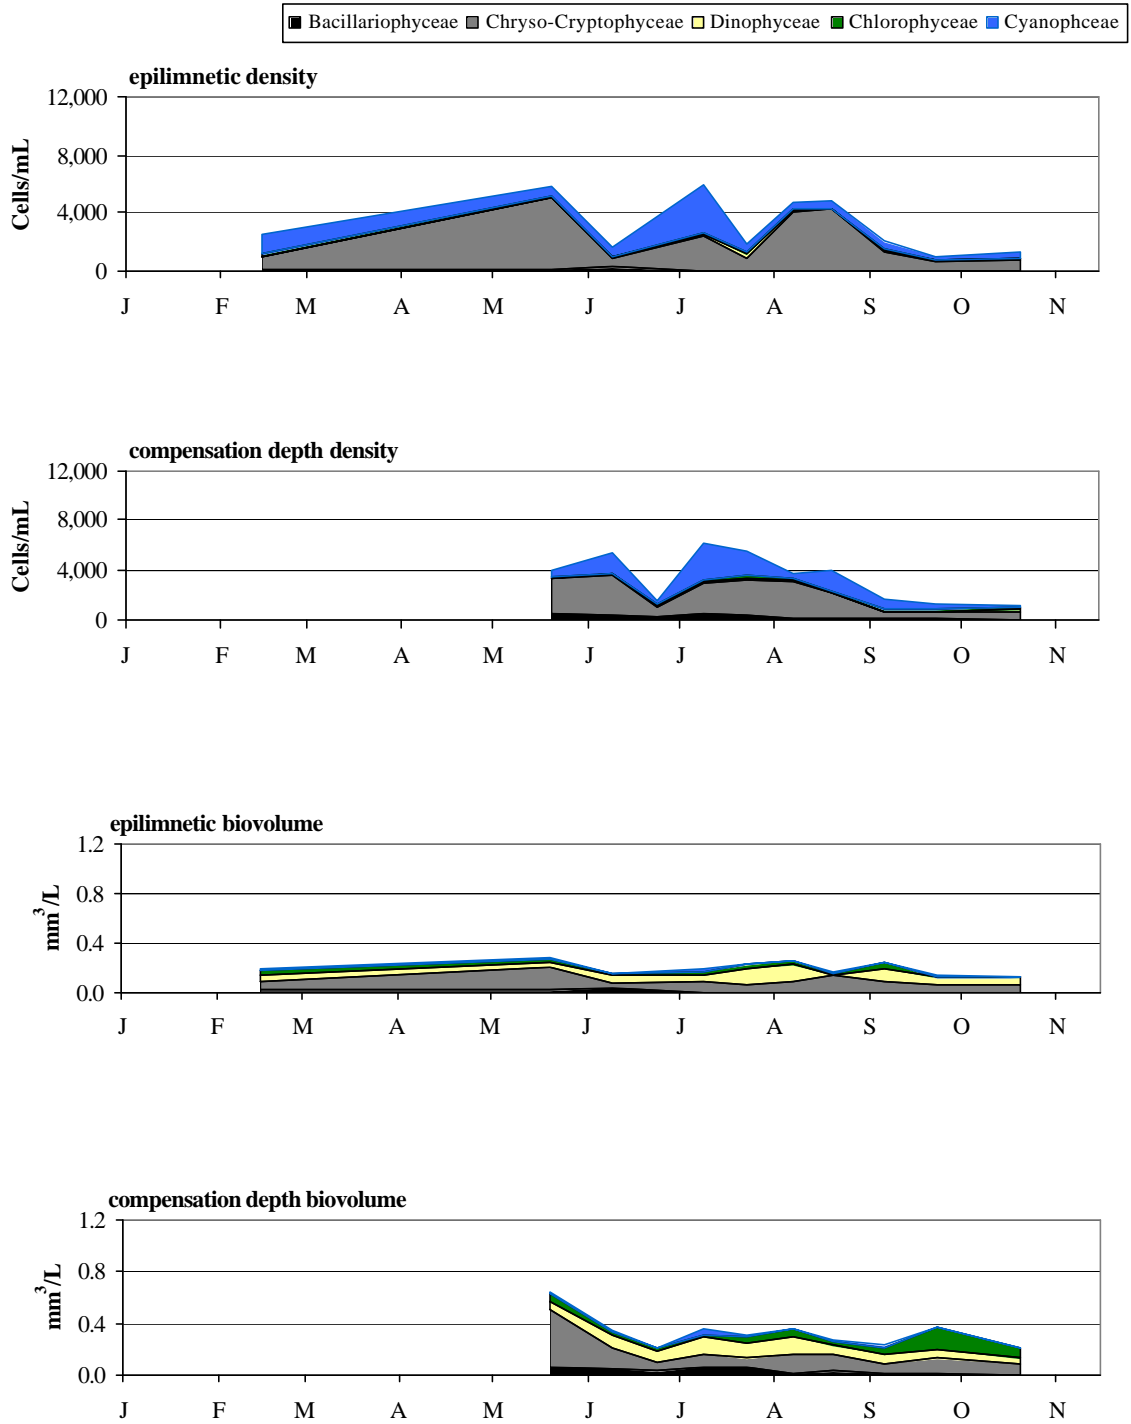 Bacillariophyceae Chryso-Cryptophyceae Dinophyceae Chlorophyceae Cyanophceae
epilimnetic density
12,000
8,000
4,000
0
Cells/mL
J F M A M J J A S O N
compensation depth density
12,000
8,000
4,000
0
Cells/mL
J F M A M J J A S O N
epilimnetic biovolume
1.2
0.8
0.4
0.0
mm³/L
J F M A M J J A S O N
compensation depth biovolume
1.2
0.8
0.4
0.0
mm³/L
J F M A M J J A S O N